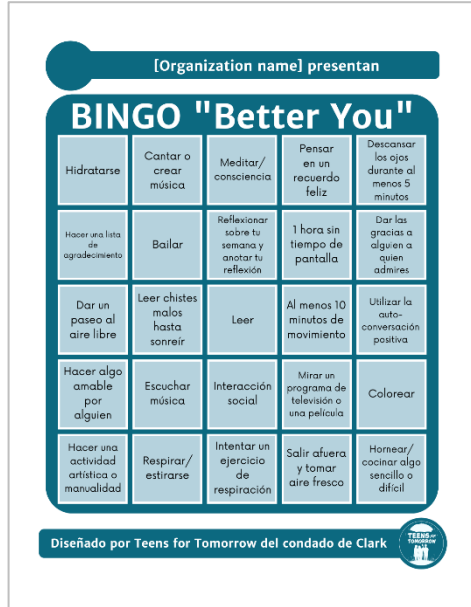 [Organization name] presentan
BINGO "Better You"
Hidratarse
Cantar o
crear
música
Meditar/
consciencia
Pensar
en un
recuerdo
feliz
Descansar
los ojos
durante al
menos 5
minutos
Hacer una lista
de
agradecimiento
Bailar
Reflexionar
sobre tu
semana y
anotar tu
reflexión
1 hora sin
tiempo de
pantalla
Dar las
gracias a
alguien a
quien
admires
Dar un
paseo al
aire libre
Leer chistes
malos
hasta
sonreír
Leer
Al menos 10
minutos de
movimiento
Utilizar la
auto-
conversación
positiva
Hacer algo
amable
por
alguien
Escuchar
música
Interacción
social
Mirar un
programa de
televisión o
una película
Colorear
Hacer una
actividad
artística o
manualidad
Respirar/
estirarse
Intentar un
ejercicio
de
respiración
Salir afuera
y tomar
aire fresco
Hornear/
cocinar algo
sencillo o
difícil
Diseñado por Teens for Tomorrow del condado de Clark
TEENS for
TOMORROW